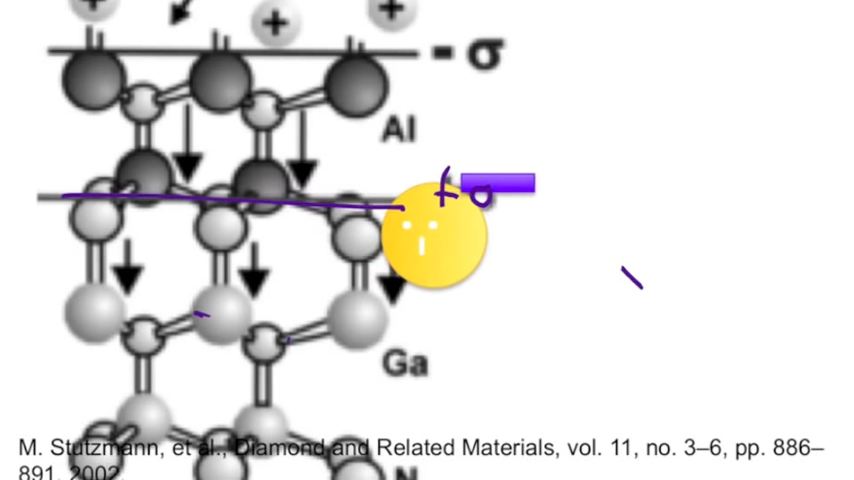 + + +
- σ
Al
+ σ
Ga
M. Stutzmann, et al., Diamond and Related Materials, vol. 11, no. 3–6, pp. 886–
891, 2002.
N